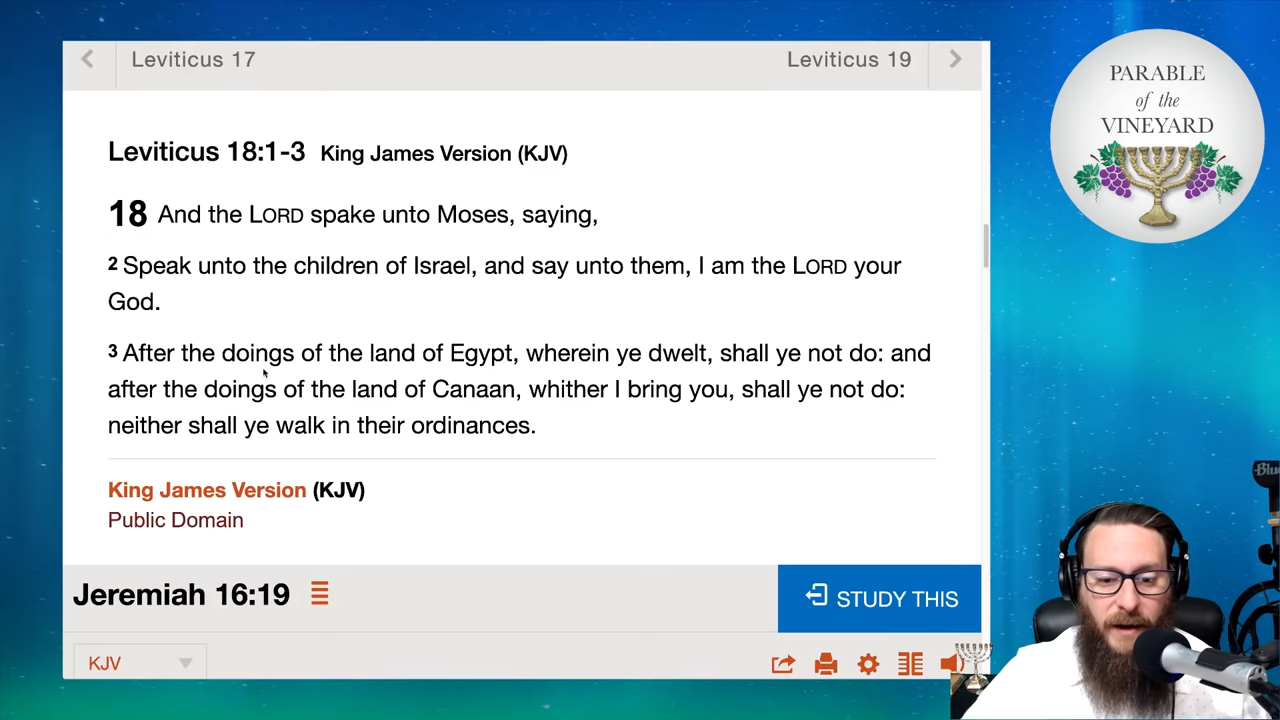 Leviticus 17
Leviticus 19
PARABLE
of the
VINEYARD
Leviticus 18:1-3 King James Version (KJV)
18 And the LORD spake unto Moses, saying,
2 Speak unto the children of Israel, and say unto them, I am the LORD your
God.
3 After the doings of the land of Egypt, wherein ye dwelt, shall ye not do: and
after the doings of the land of Canaan, whither I bring you, shall ye not do:
neither shall ye walk in their ordinances.
King James Version (KJV)
Public Domain
Jeremiah 16:19
STUDY THIS
KJV